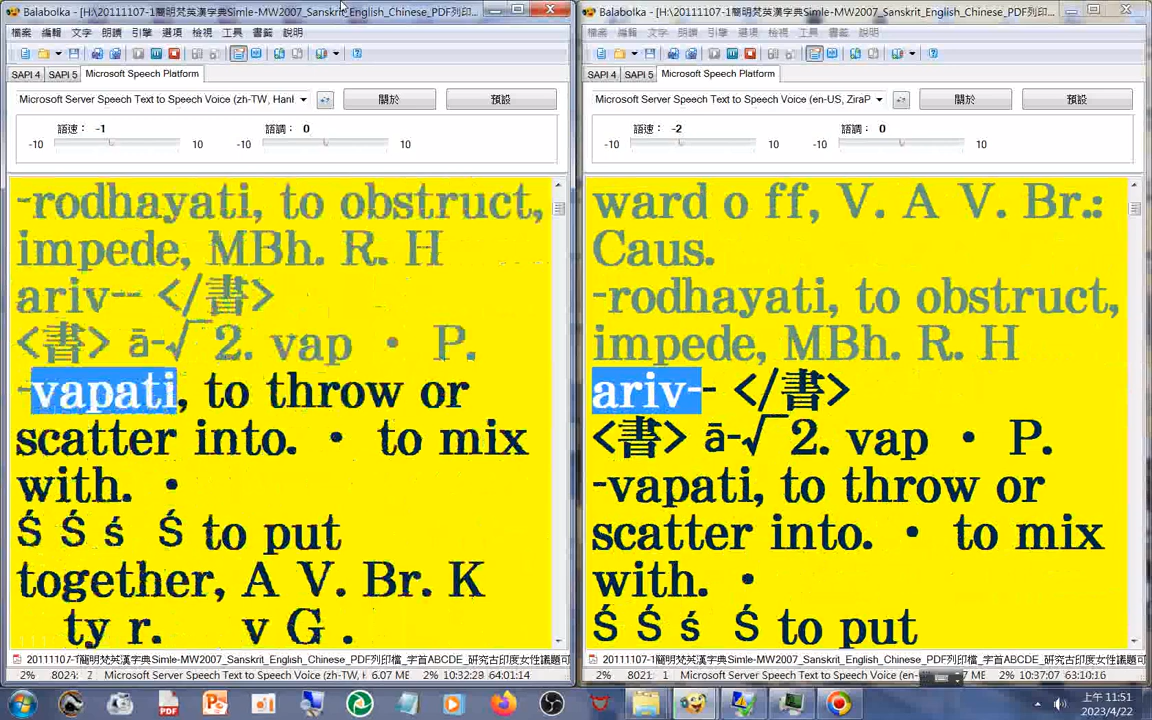 Balabolka - [H:\20111107-1簡明梵英漢字典Simle-MW2007_Sanskrit_English_Chinese_PDF列印...
檔案 編輯 文字 朗讀 引擎 選項 檢視 工具 書籤 說明
SAPI 4 SAPI 5 Microsoft Speech Platform
Microsoft Server Speech Text to Speech Voice (zh-TW, Hanl
關於 預設
語速： -1 語調： 0
-10 10 -10 10
-rodhayati, to obstruct,
impede, MBh. R. H
ariv-- </書>
<書> ā-√ 2. vap • P.
-vapati, to throw or
scatter into. • to mix
with. •
Ś Ś ś Ś to put
together, A V. Br. K
ty r. v G .
20111107-1簡明梵英漢字典Simle-MW2007_Sanskrit_English_Chinese_PDF列印檔_字首ABCDE_研究古印度女性議題可
2% 8024 Microsoft Server Speech Text to Speech Voice (zh-TW, H 6.07 ME 2% 10:32:29 64:01:14
Balabolka - [H:\20111107-1簡明梵英漢字典Simle-MW2007_Sanskrit_English_Chinese_PDF列印...
檔案 編輯 文字 朗讀 引擎 選項 檢視 工具 書籤 說明
SAPI 4 SAPI 5 Microsoft Speech Platform
Microsoft Server Speech Text to Speech Voice (en-US, ZiraP
關於 預設
語速： -2 語調： 0
-10 10 -10 10
ward o ff, V. A V. Br.:
Caus.
-rodhayati, to obstruct,
impede, MBh. R. H
ariv-- </書>
<書> ā-√ 2. vap • P.
-vapati, to throw or
scatter into. • to mix
with. •
Ś Ś ś Ś to put
20111107-1簡明梵英漢字典Simle-MW2007_Sanskrit_English_Chinese_PDF列印檔_字首ABCDE_研究古印度女性議題可
2% 8021 1 Microsoft Server Speech Text to Speech Voice (en- 2% 10:37:07 63:10:16
上午 11:51
2023/4/22